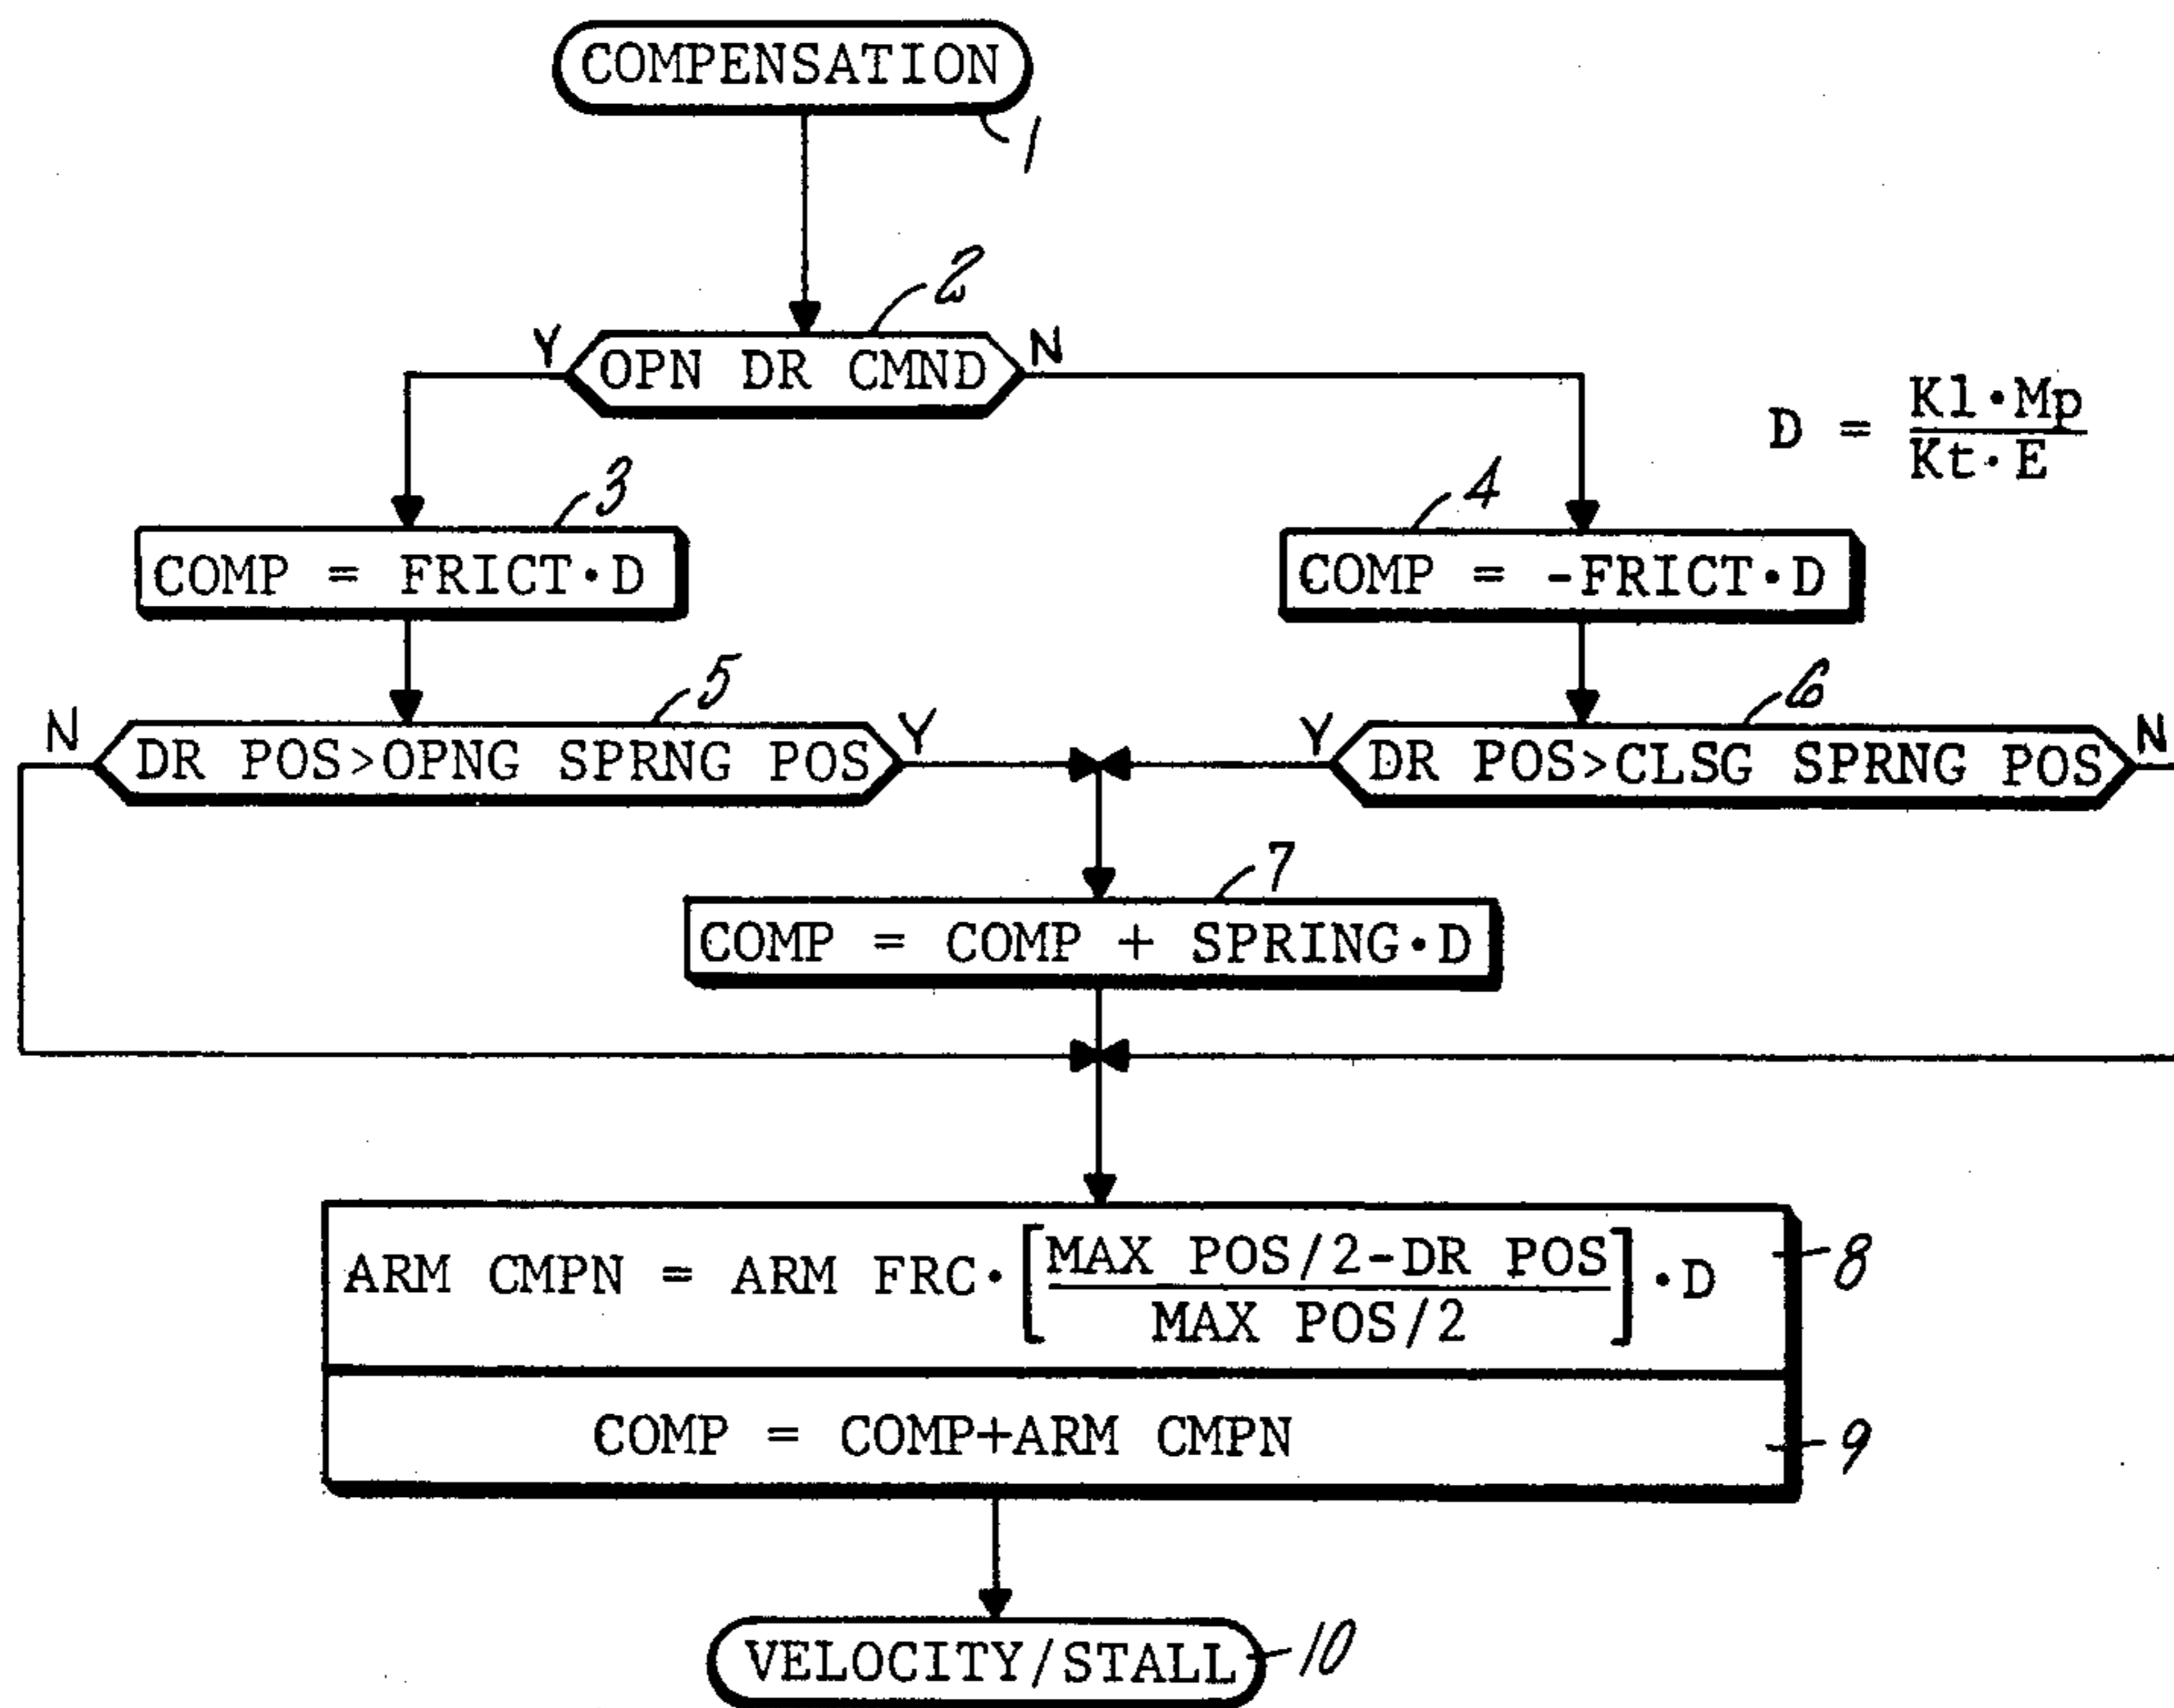 COMPENSATION
1
2
Y OPN DR CMND N
D = K1·Mp
Kt·E
3
4
COMP = FRICT·D
COMP = -FRICT·D
5
6
N DR POS>OPNG SPRNG POS Y
Y DR POS>CLSG SPRNG POS N
7
COMP = COMP + SPRING·D
ARM CMPN = ARM FRC·[MAX POS/2-DR POS
MAX POS/2]·D
8
COMP = COMP+ARM CMPN
9
VELOCITY/STALL
10